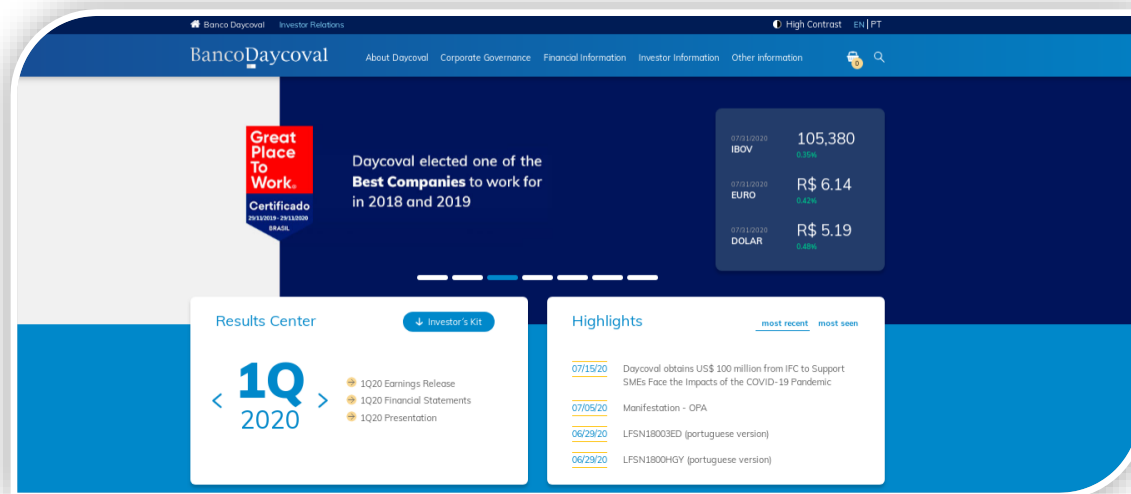 Banco Daycoval Investor Relations High Contrast EN | PT
BancoDaycoval About Daycoval Corporate Governance Financial Information Investor Information Other information 0
Great
Place
To
Work.
Certificado
29/11/2019 - 29/11/2020
BRASIL
Daycoval elected one of the
Best Companies to work for
in 2018 and 2019
07/31/2020 105,380
IBOV 0.35%
07/31/2020 R$ 6.14
EURO 0.42%
07/31/2020 R$ 5.19
DOLAR 0.48%
Results Center Investor's Kit
1Q
2020
1Q20 Earnings Release
1Q20 Financial Statements
1Q20 Presentation
Highlights most recent most seen
07/15/20 Daycoval obtains US$ 100 million from IFC to Support
SMEs Face the Impacts of the COVID-19 Pandemic
07/05/20 Manifestation - OPA
06/29/20 LFSN18003ED (portuguese version)
06/29/20 LFSN1800HGY (portuguese version)